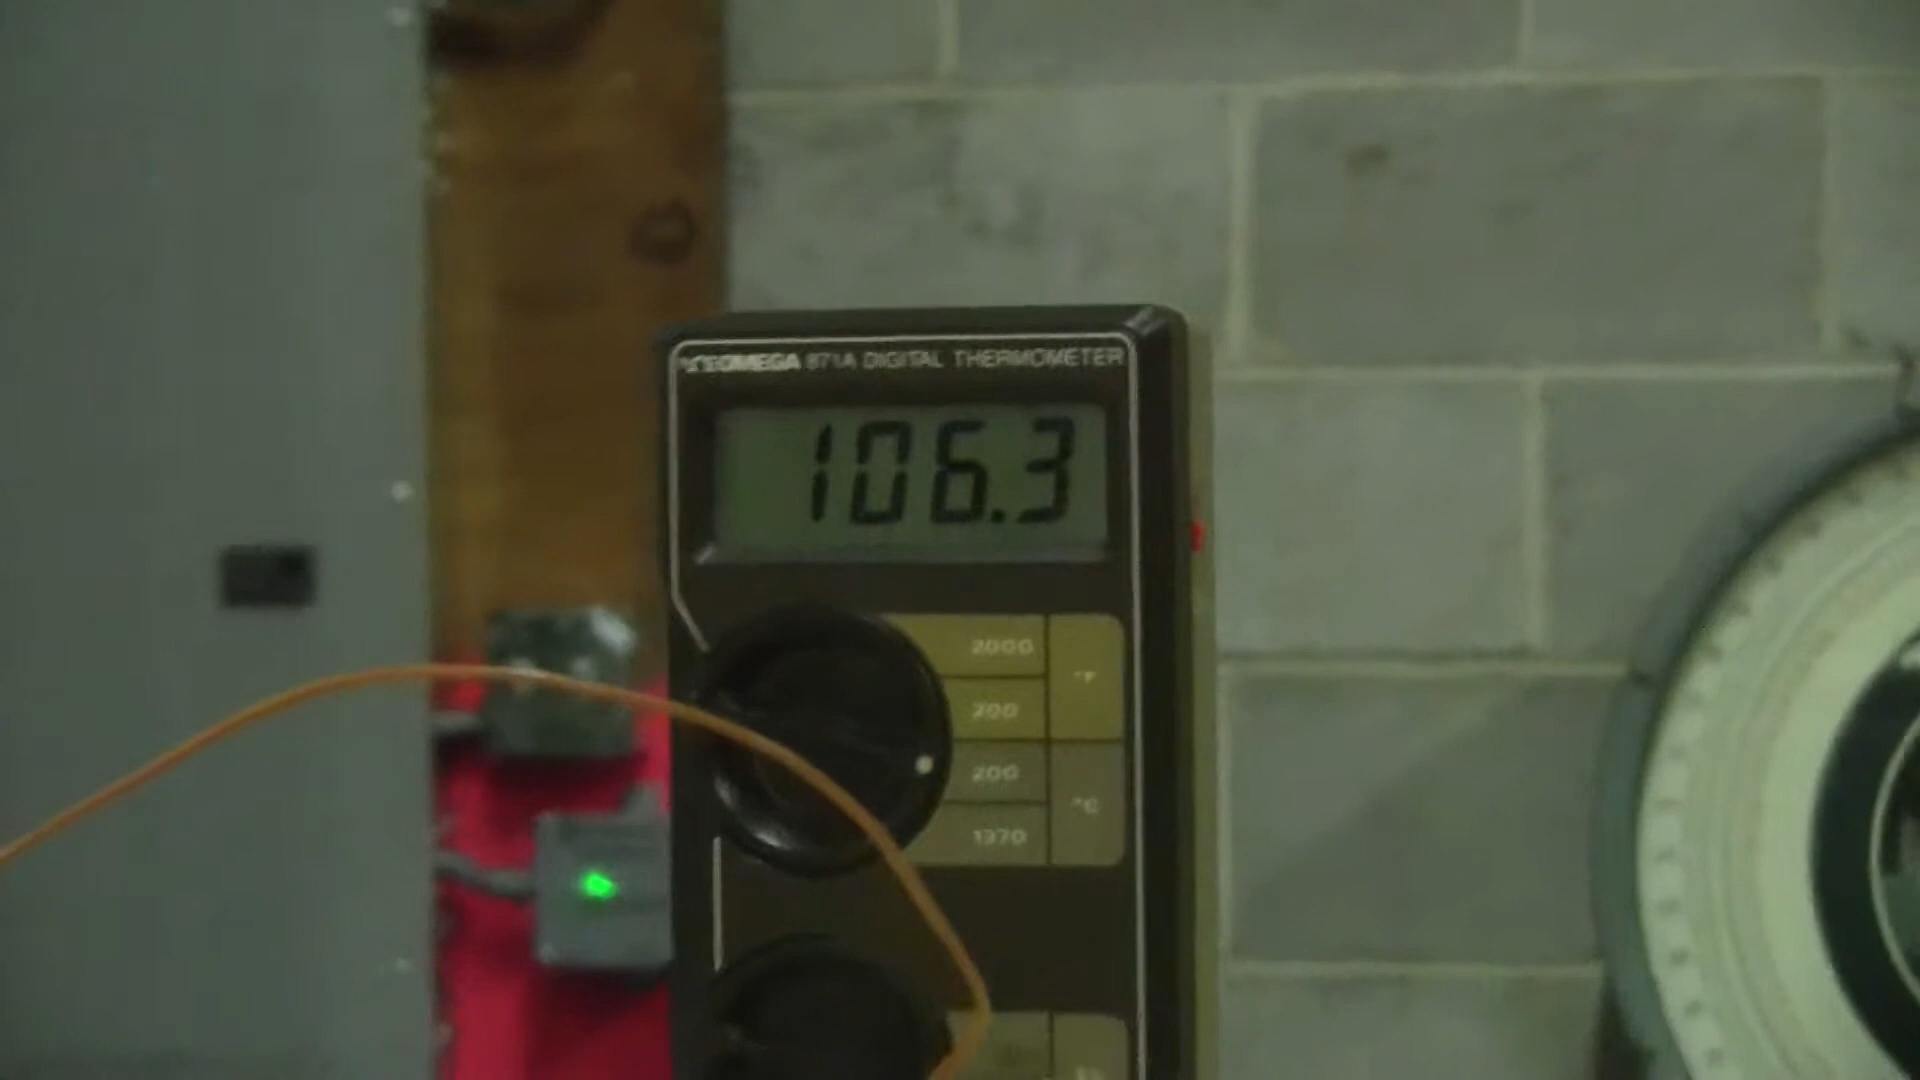 OMEGA 871A DIGITAL THERMOMETER
106.3
2000
°F
200
200
°C
1370